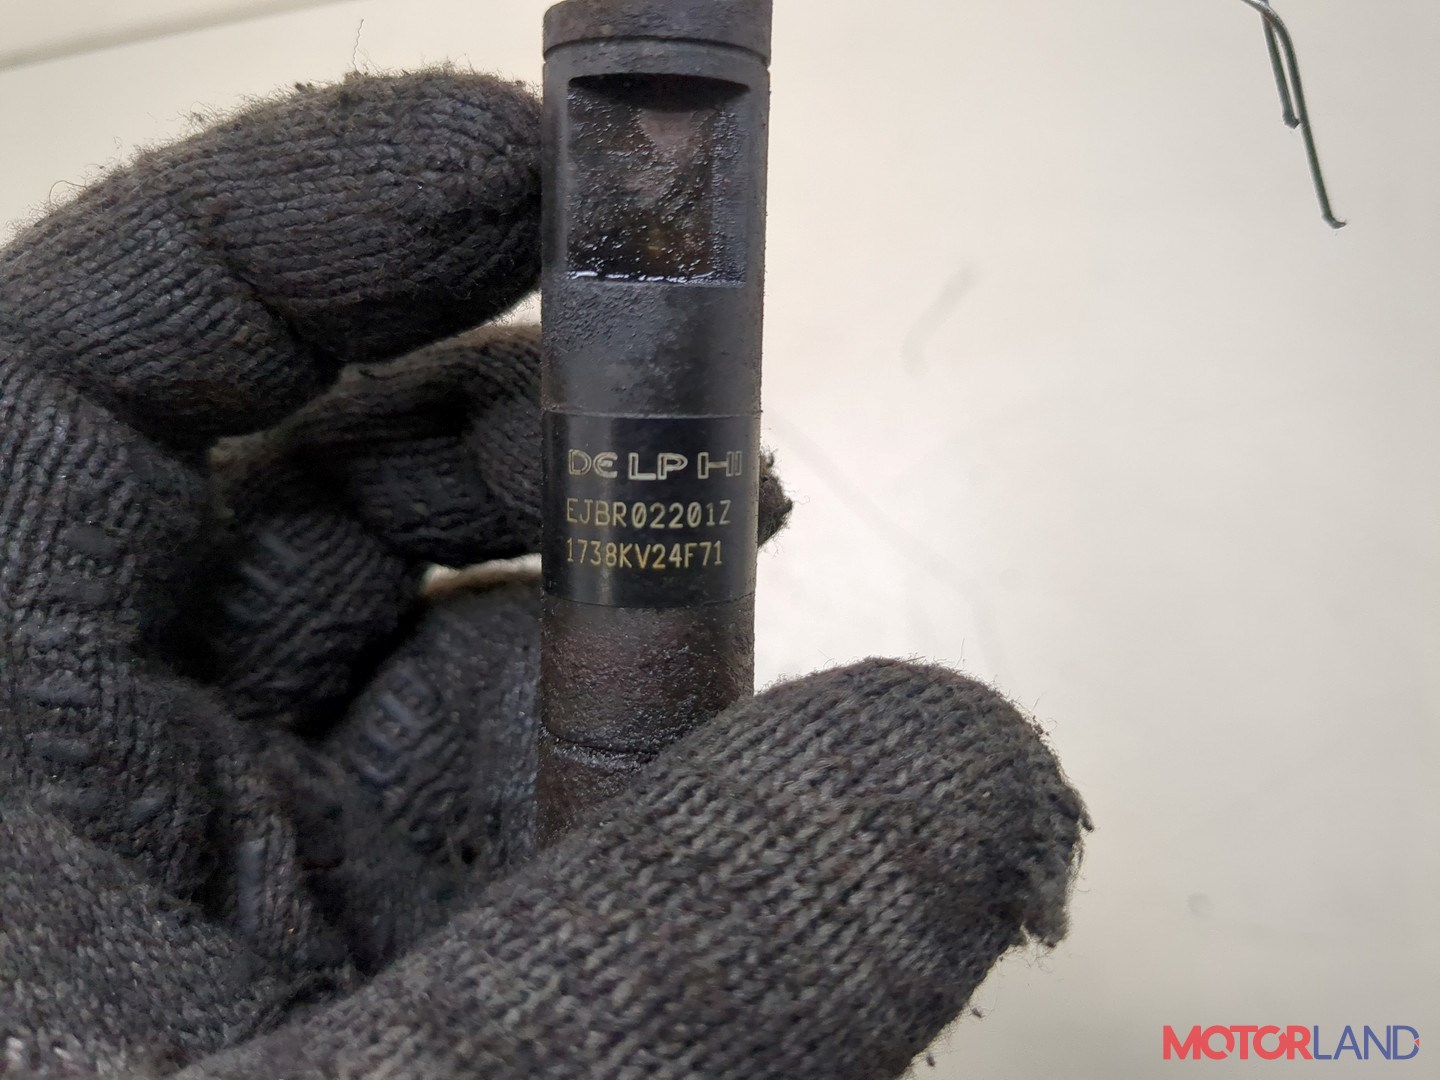 DELPHI
EJBR02201Z
1738KV24F71
MOTORLAND